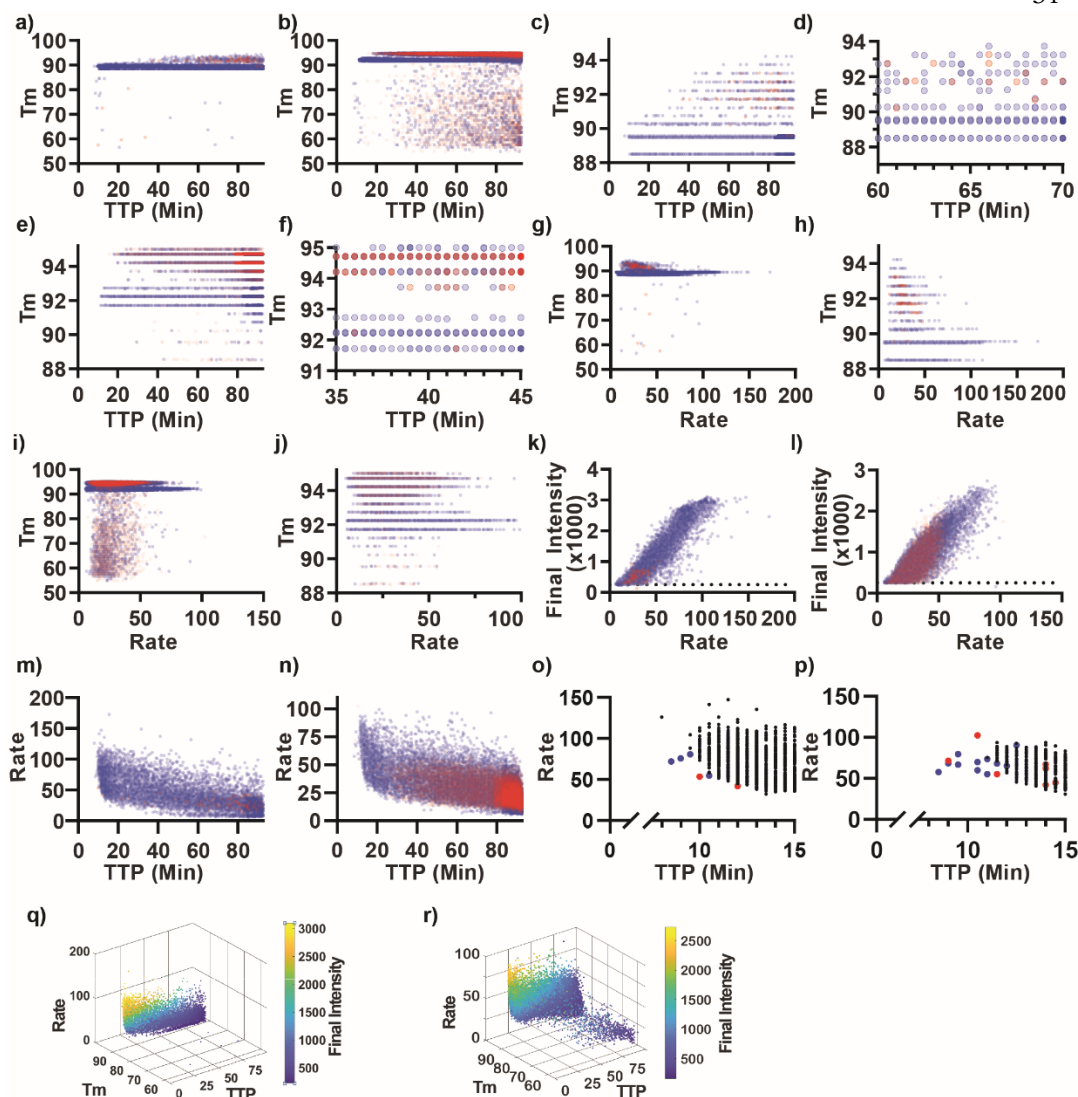 a)
Tm
100
90
80
70
60
50
0 20 40 60 80
TTP (Min)
b)
Tm
100
90
80
70
60
50
0 20 40 60 80
TTP (Min)
c)
Tm
94
92
90
88
0 20 40 60 80
TTP (Min)
d)
Tm
94
92
90
88
60 65 70
TTP (Min)
e)
Tm
94
92
90
88
0 20 40 60 80
TTP (Min)
f)
Tm
95
94
93
92
91
35 40 45
TTP (Min)
g)
Tm
100
90
80
70
60
50
0 50 100 150 200
Rate
h)
Tm
94
92
90
88
0 50 100 150 200
Rate
i)
Tm
100
90
80
70
60
50
0 50 100 150
Rate
j)
Tm
94
92
90
88
0 50 100
Rate
k)
Final Intensity
(x1000)
4
3
2
1
0
0 50 100 150 200
Rate
l)
Final Intensity
(x1000)
3
2
1
0
0 50 100 150 200
Rate
m)
Rate
200
150
100
50
0
0 20 40 60 80
TTP (Min)
n)
Rate
100
75
50
25
0
0 20 40 60 80
TTP (Min)
o)
Rate
150
100
50
0
0 10 15
TTP (Min)
p)
Rate
150
100
50
0
0 10 15
TTP (Min)
q)
Rate
200
100
0
90
80
70
60
Tm
0
25
50
75
TTP
3000
2500
2000
1500
1000
500
Final Intensity
r)
Rate
100
50
0
90
80
70
60
Tm
0
25
50
75
TTP
2500
2000
1500
1000
500
Final Intensity